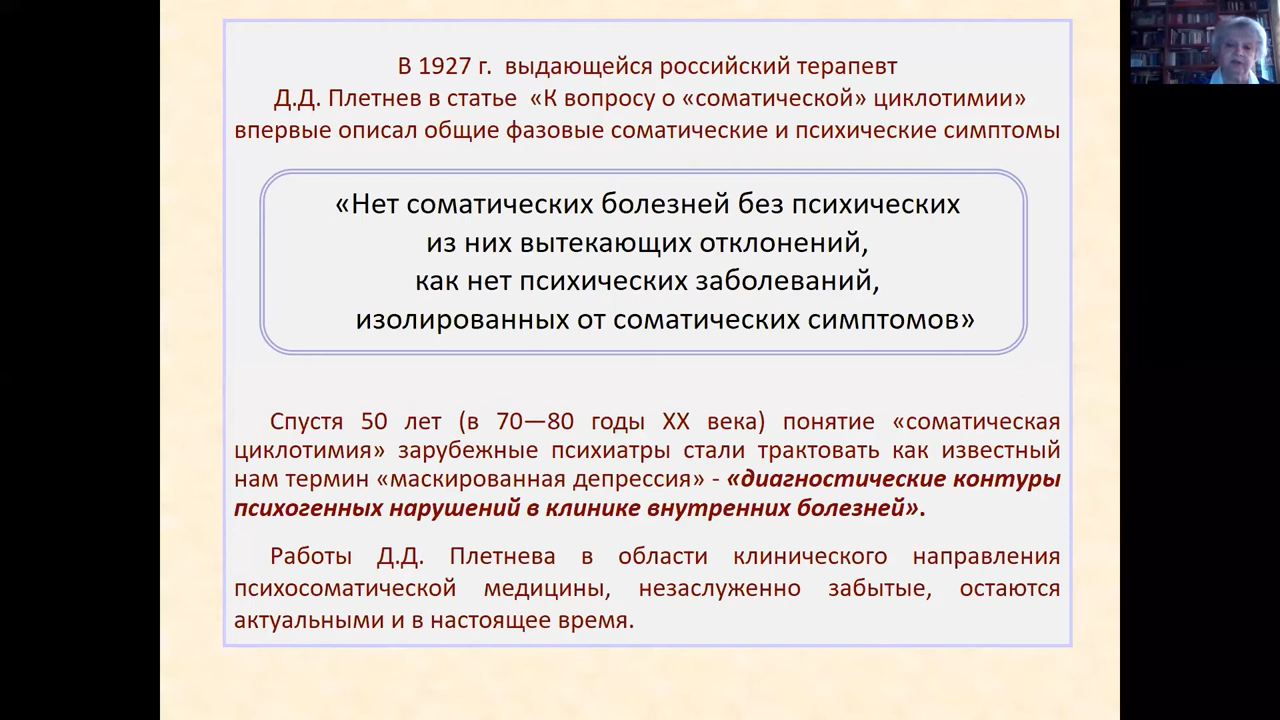 В 1927 г. выдающейся российский терапевт
Д.Д. Плетнев в статье «К вопросу о «соматической» циклотимии»
впервые описал общие фазовые соматические и психические симптомы
«Нет соматических болезней без психических
из них вытекающих отклонений,
как нет психических заболеваний,
изолированных от соматических симптомов»
Спустя 50 лет (в 70—80 годы XX века) понятие «соматическая
циклотимия» зарубежные психиатры стали трактовать как известный
нам термин «маскированная депрессия» - «диагностические контуры
психогенных нарушений в клинике внутренних болезней».
Работы Д.Д. Плетнева в области клинического направления
психосоматической медицины, незаслуженно забытые, остаются
актуальными и в настоящее время.